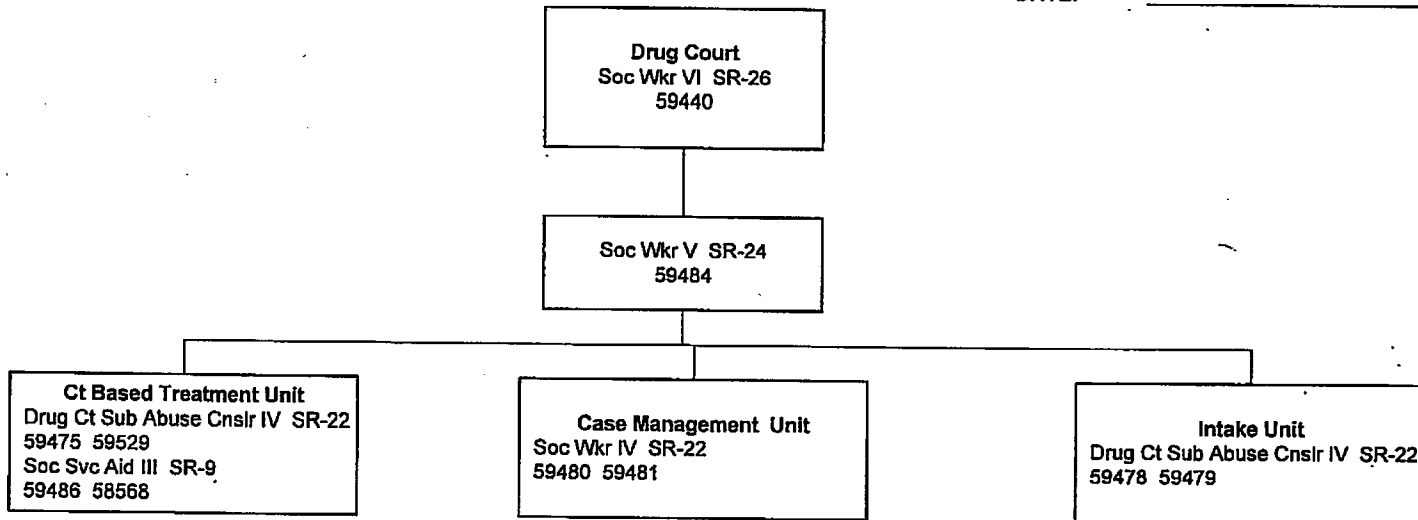 Drug Court
Soc Wkr VI SR-26
59440
Soc Wkr V SR-24
59484
Ct Based Treatment Unit
Drug Ct Sub Abuse Cnslr IV SR-22
59475 59529
Soc Svc Aid III SR-9
59486 58568
Case Management Unit
Soc Wkr IV SR-22
59480 59481
Intake Unit
Drug Ct Sub Abuse Cnslr IV SR-22
59478 59479